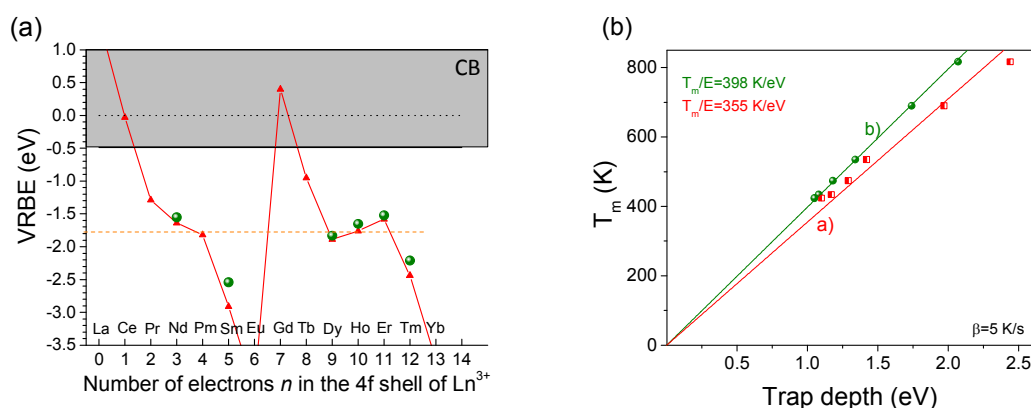 (a)
1.0
0.5
0.0
-0.5
-1.0
-1.5
-2.0
-2.5
-3.0
-3.5
VRBE (eV)
CB
La Ce Pr Nd Pm Sm Eu Gd Tb Dy Ho Er Tm Yb
0 1 2 3 4 5 6 7 8 9 10 11 12 13 14
Number of electrons n in the 4f shell of Ln3+
(b)
800
600
400
200
0
Tm (K)
Tm/E=398 K/eV
Tm/E=355 K/eV
b)
a)
β=5 K/s
0.5 1.0 1.5 2.0 2.5
Trap depth (eV)